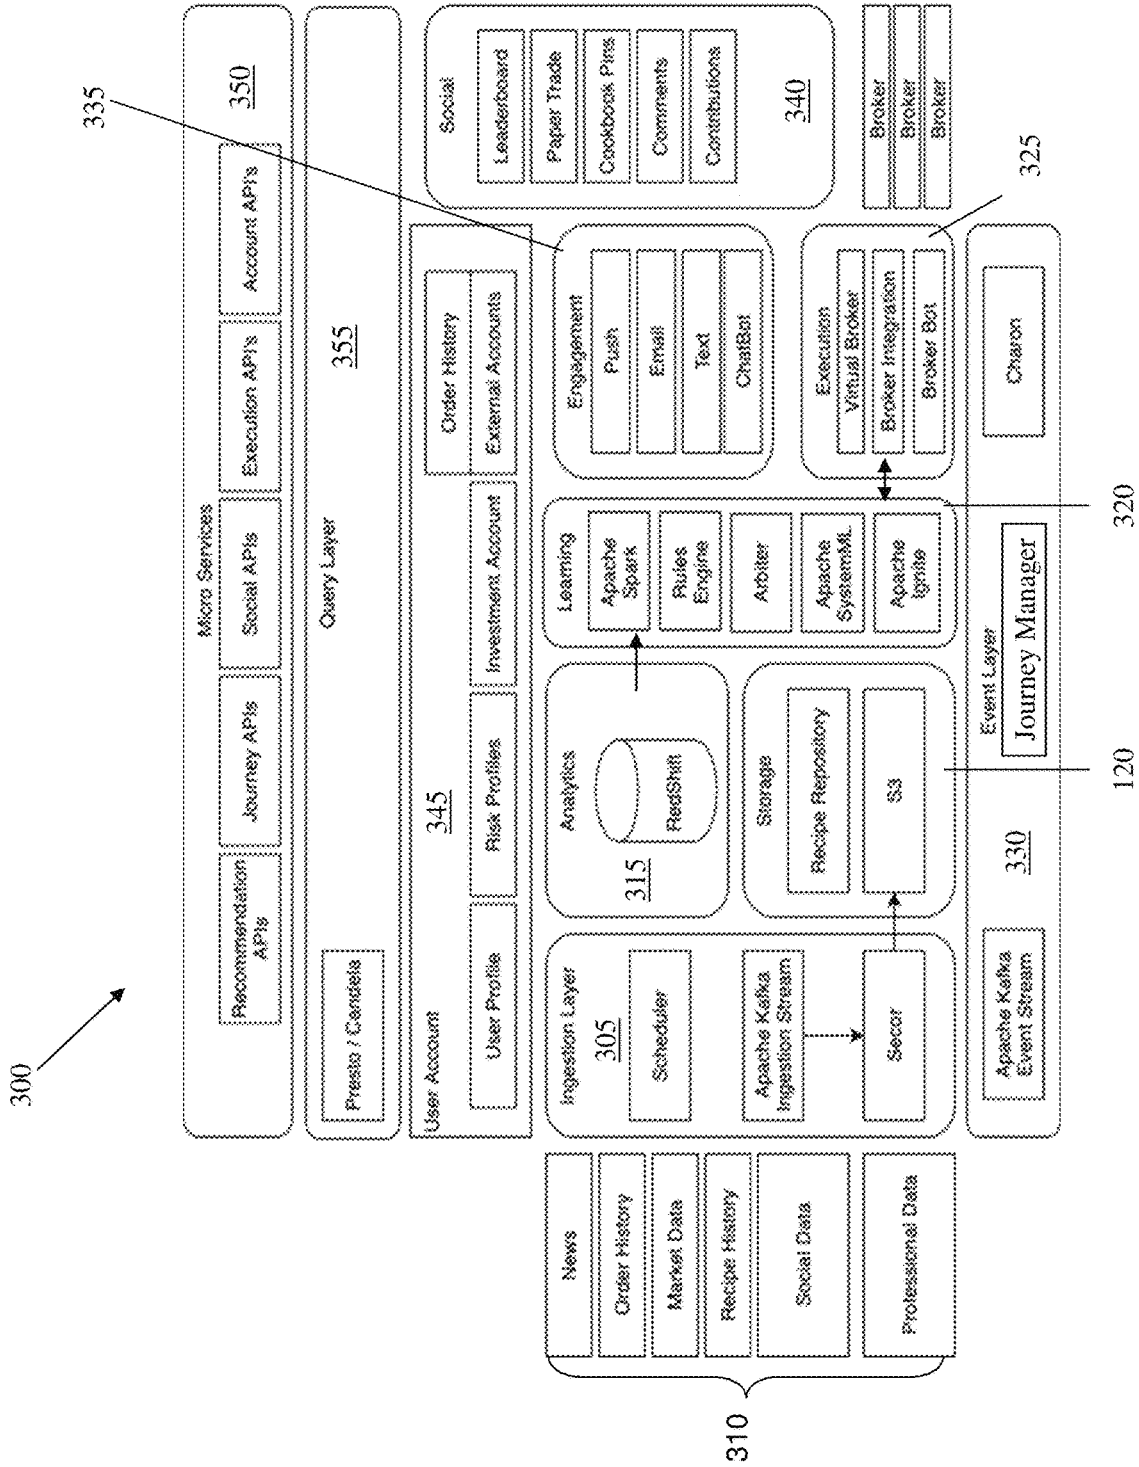 300
Micro Services
350
Recommendation
APIs
Journey APIs
Social APIs
Execution API's
Account API's
335
Query Layer
355
Presto / Candela
User Account
345
User Profile
Risk Profiles
Investment Account
Order History
External Accounts
Social
Leaderboard
Paper Trade
Cookbook Pins
Comments
Contributions
340
310
News
Order History
Market Data
Recipe History
Social Data
Professional Data
Ingestion Layer
305
Scheduler
Apache Kafka
Ingestion Stream
Secor
Analytics
315
RedShift
Storage
Recipe Repository
S3
120
Learning
Apache
Spark
Rules
Engine
Arbiter
Apache
SystemML
Apache
Ignite
320
Engagement
Push
Email
Text
ChatBot
Execution
Virtual Broker
Broker Integration
Broker Bot
325
Broker
Broker
Broker
Event Layer
330
Apache Kafka
Event Stream
Journey Manager
Charon